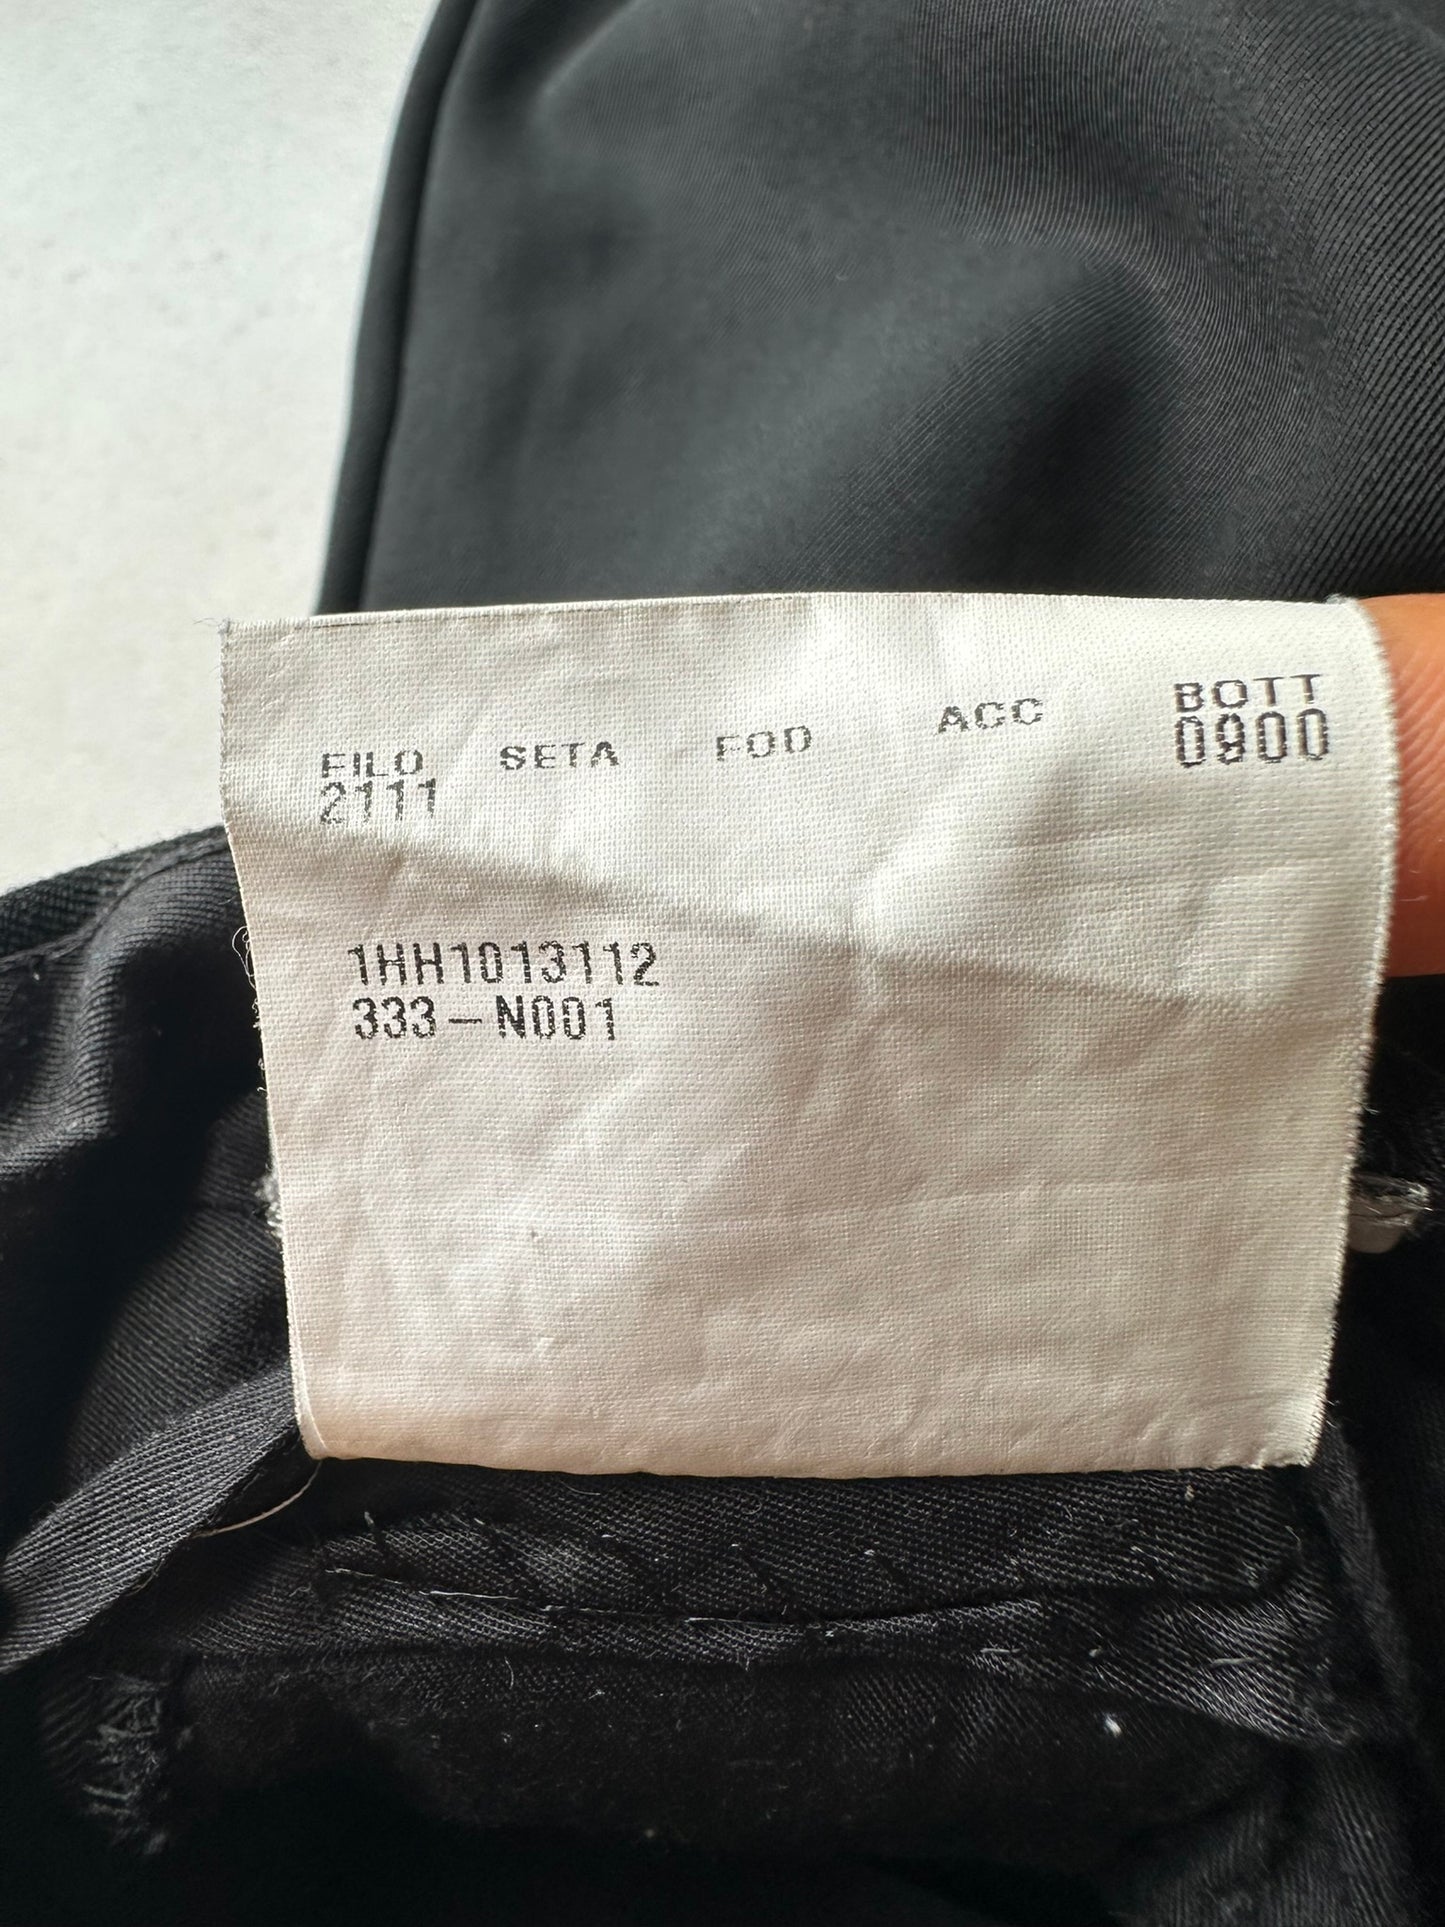 FILO SETA FOD ACC BOTT
2111 0900
1HH1013112
333-N001